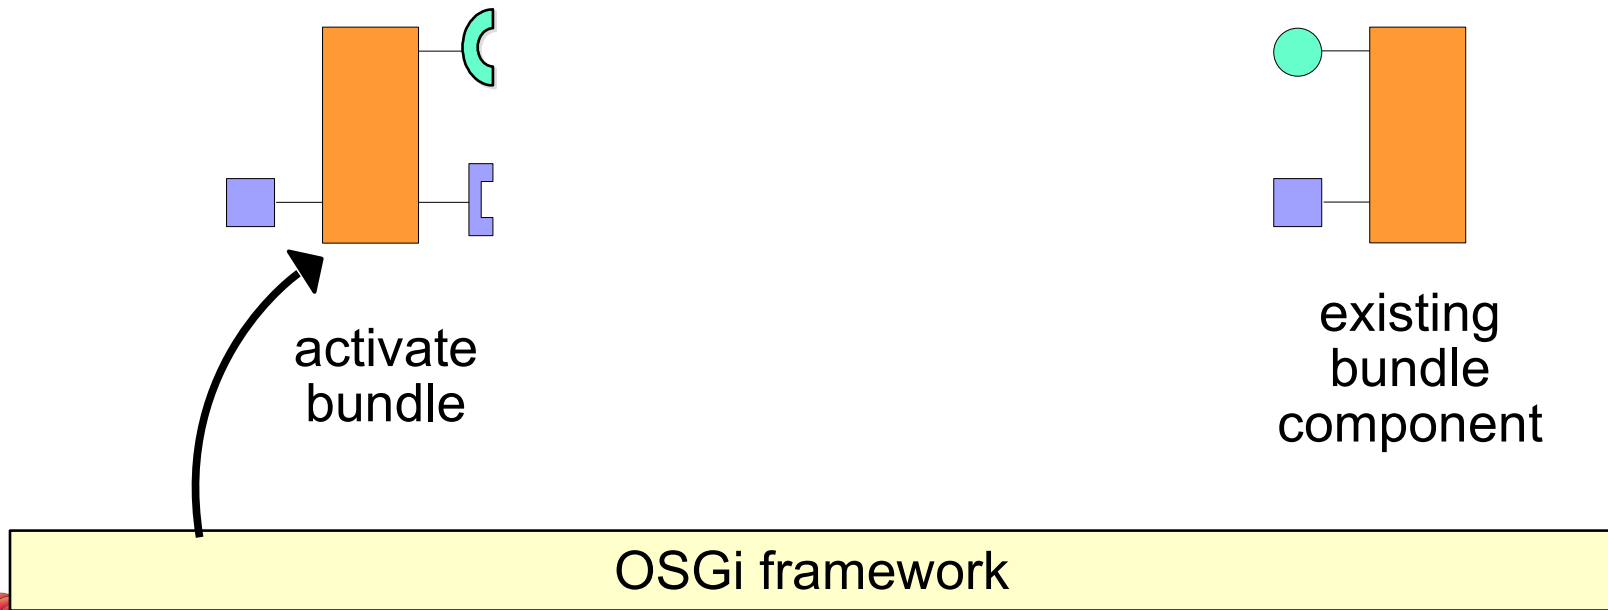 activate
bundle
existing
bundle
component
OSGi framework